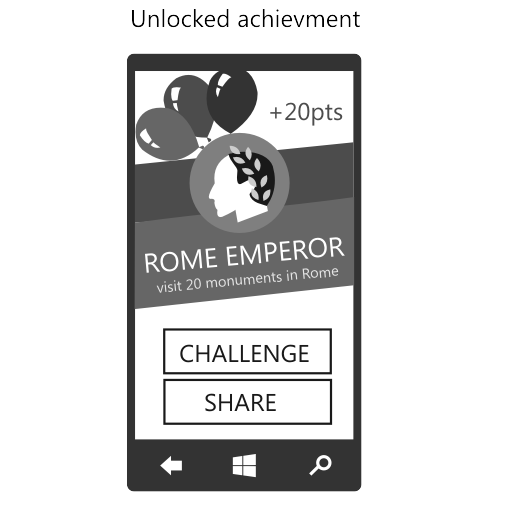 Unlocked achievment
+20pts
ROME EMPEROR
visit 20 monuments in Rome
CHALLENGE
SHARE